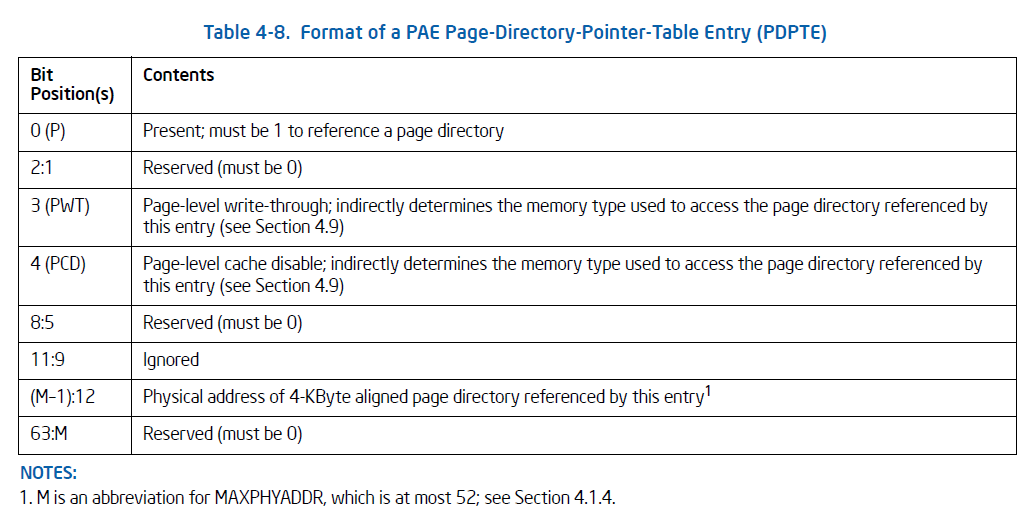 Table 4-8. Format of a PAE Page-Directory-Pointer-Table Entry (PDPTE)
Bit Position(s) Contents
0 (P) Present; must be 1 to reference a page directory
2:1 Reserved (must be 0)
3 (PWT) Page-level write-through; indirectly determines the memory type used to access the page directory referenced by
this entry (see Section 4.9)
4 (PCD) Page-level cache disable; indirectly determines the memory type used to access the page directory referenced by
this entry (see Section 4.9)
8:5 Reserved (must be 0)
11:9 Ignored
(M–1):12 Physical address of 4-KByte aligned page directory referenced by this entry1
63:M Reserved (must be 0)
NOTES:
1. M is an abbreviation for MAXPHYADDR, which is at most 52; see Section 4.1.4.